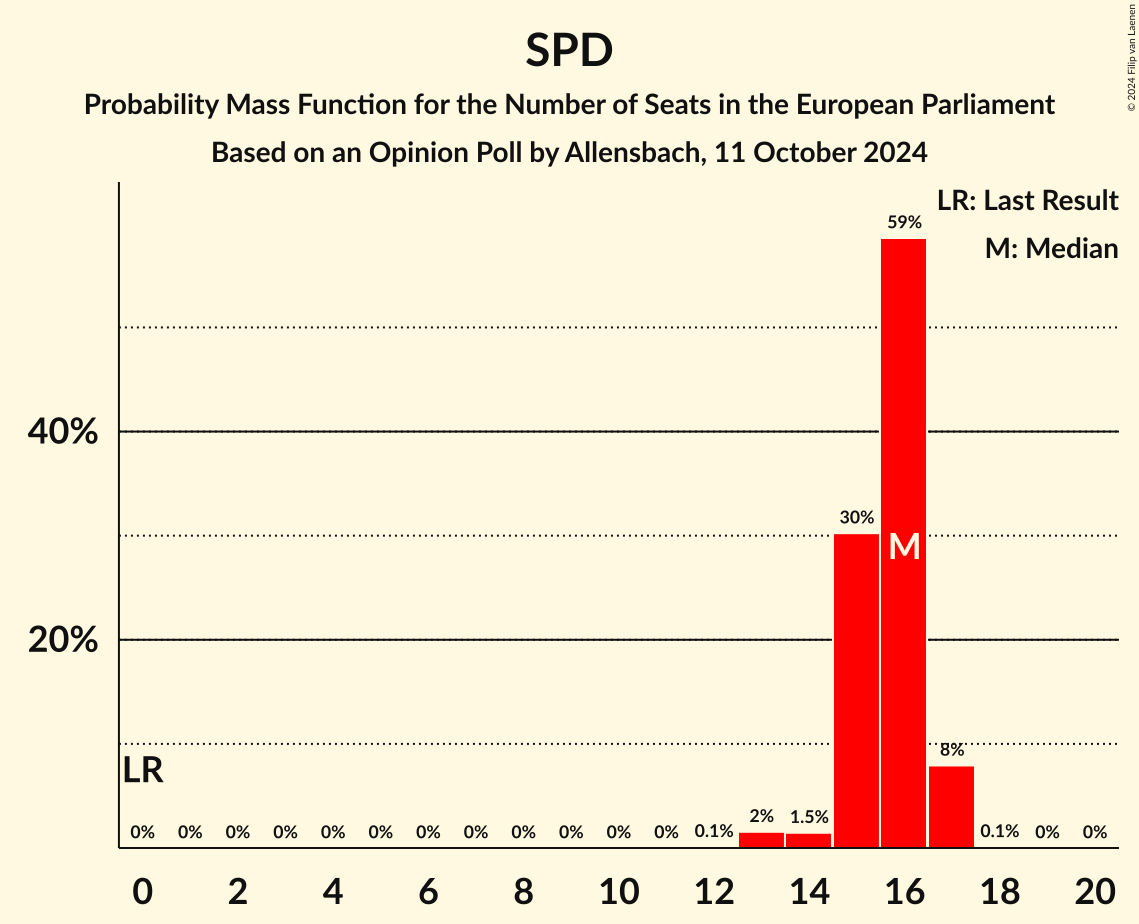 SPD
Probability Mass Function for the Number of Seats in the European Parliament
Based on an Opinion Poll by Allensbach, 11 October 2024
© 2024 Filip van Laenen
LR: Last Result
M: Median
59%
40%
30%
M
20%
8%
LR
0% 0% 0% 0% 0% 0% 0% 0% 0% 0% 0% 0% 0.1% 2% 1.5% 0.1% 0% 0%
0 2 4 6 8 10 12 14 16 18 20